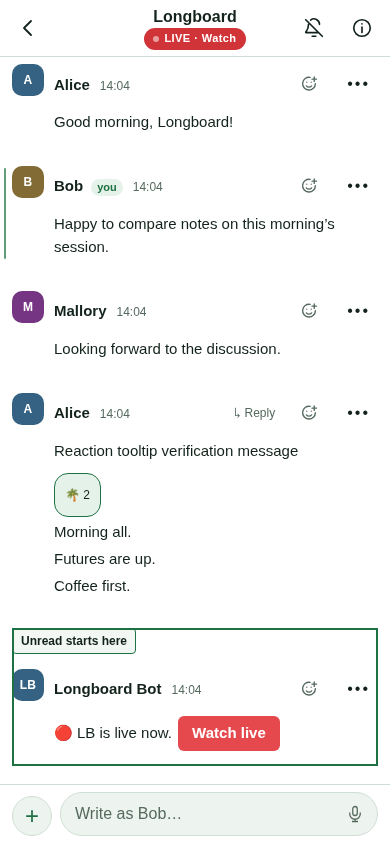 Longboard
LIVE · Watch
A
Alice 14:04
Good morning, Longboard!
B
Bob you 14:04
Happy to compare notes on this morning’s
session.
M
Mallory 14:04
Looking forward to the discussion.
A
Alice 14:04 ↳ Reply
Reaction tooltip verification message
🌴 2
Morning all.
Futures are up.
Coffee first.
Unread starts here
LB
Longboard Bot 14:04
🔴 LB is live now. Watch live
+ Write as Bob…